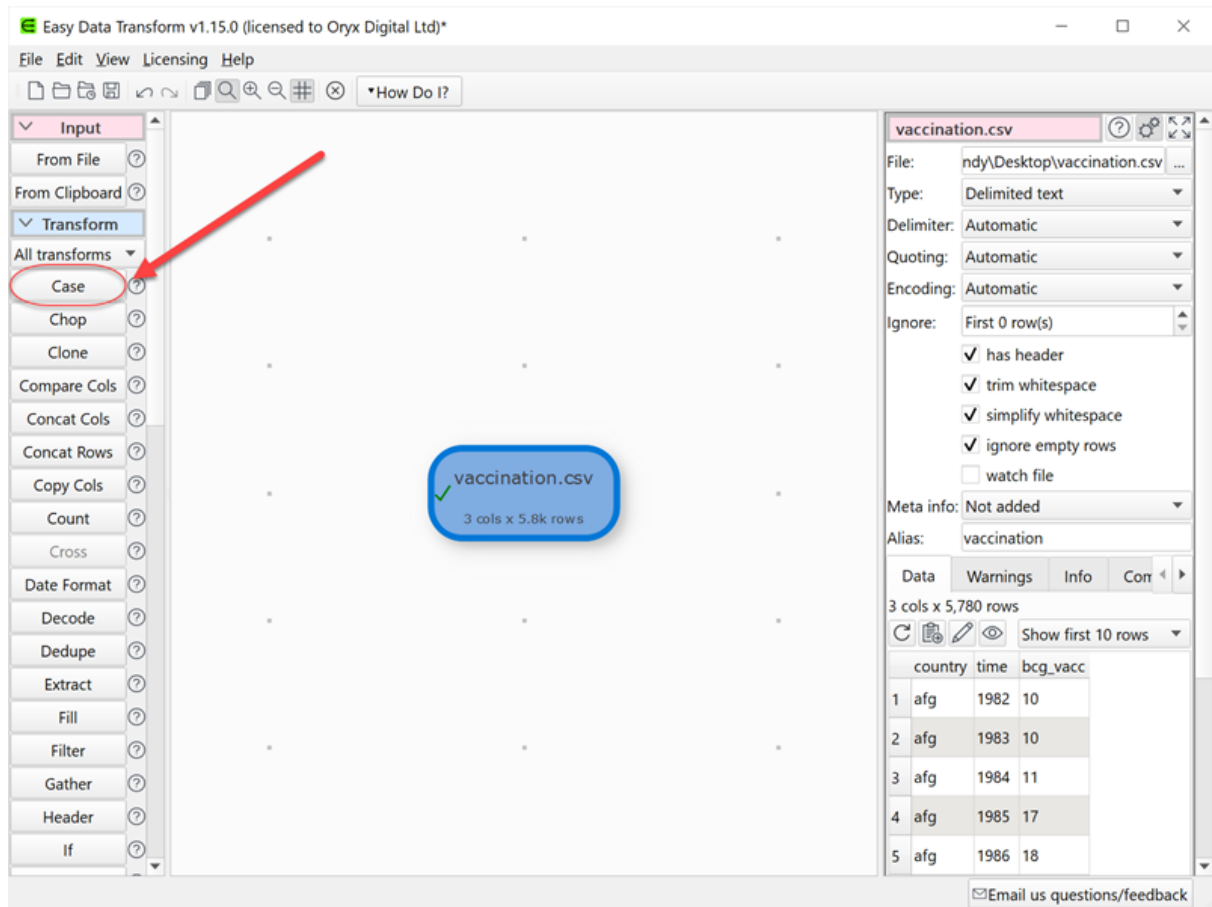 Easy Data Transform v1.15.0 (licensed to Oryx Digital Ltd)*
File Edit View Licensing Help
How Do I?
Input
From File
From Clipboard
Transform
All transforms
Case
Chop
Clone
Compare Cols
Concat Cols
Concat Rows
Copy Cols
Count
Cross
Date Format
Decode
Dedupe
Extract
Fill
Filter
Gather
Header
If
vaccination.csv
3 cols x 5.8k rows
vaccination.csv
File: ndy\Desktop\vaccination.csv ...
Type: Delimited text
Delimiter: Automatic
Quoting: Automatic
Encoding: Automatic
Ignore: First 0 row(s)
has header
trim whitespace
simplify whitespace
ignore empty rows
watch file
Meta info: Not added
Alias: vaccination
Data Warnings Info Com
3 cols x 5,780 rows
Show first 10 rows
country time bcg_vacc
1 afg 1982 10
2 afg 1983 10
3 afg 1984 11
4 afg 1985 17
5 afg 1986 18
Email us questions/feedback